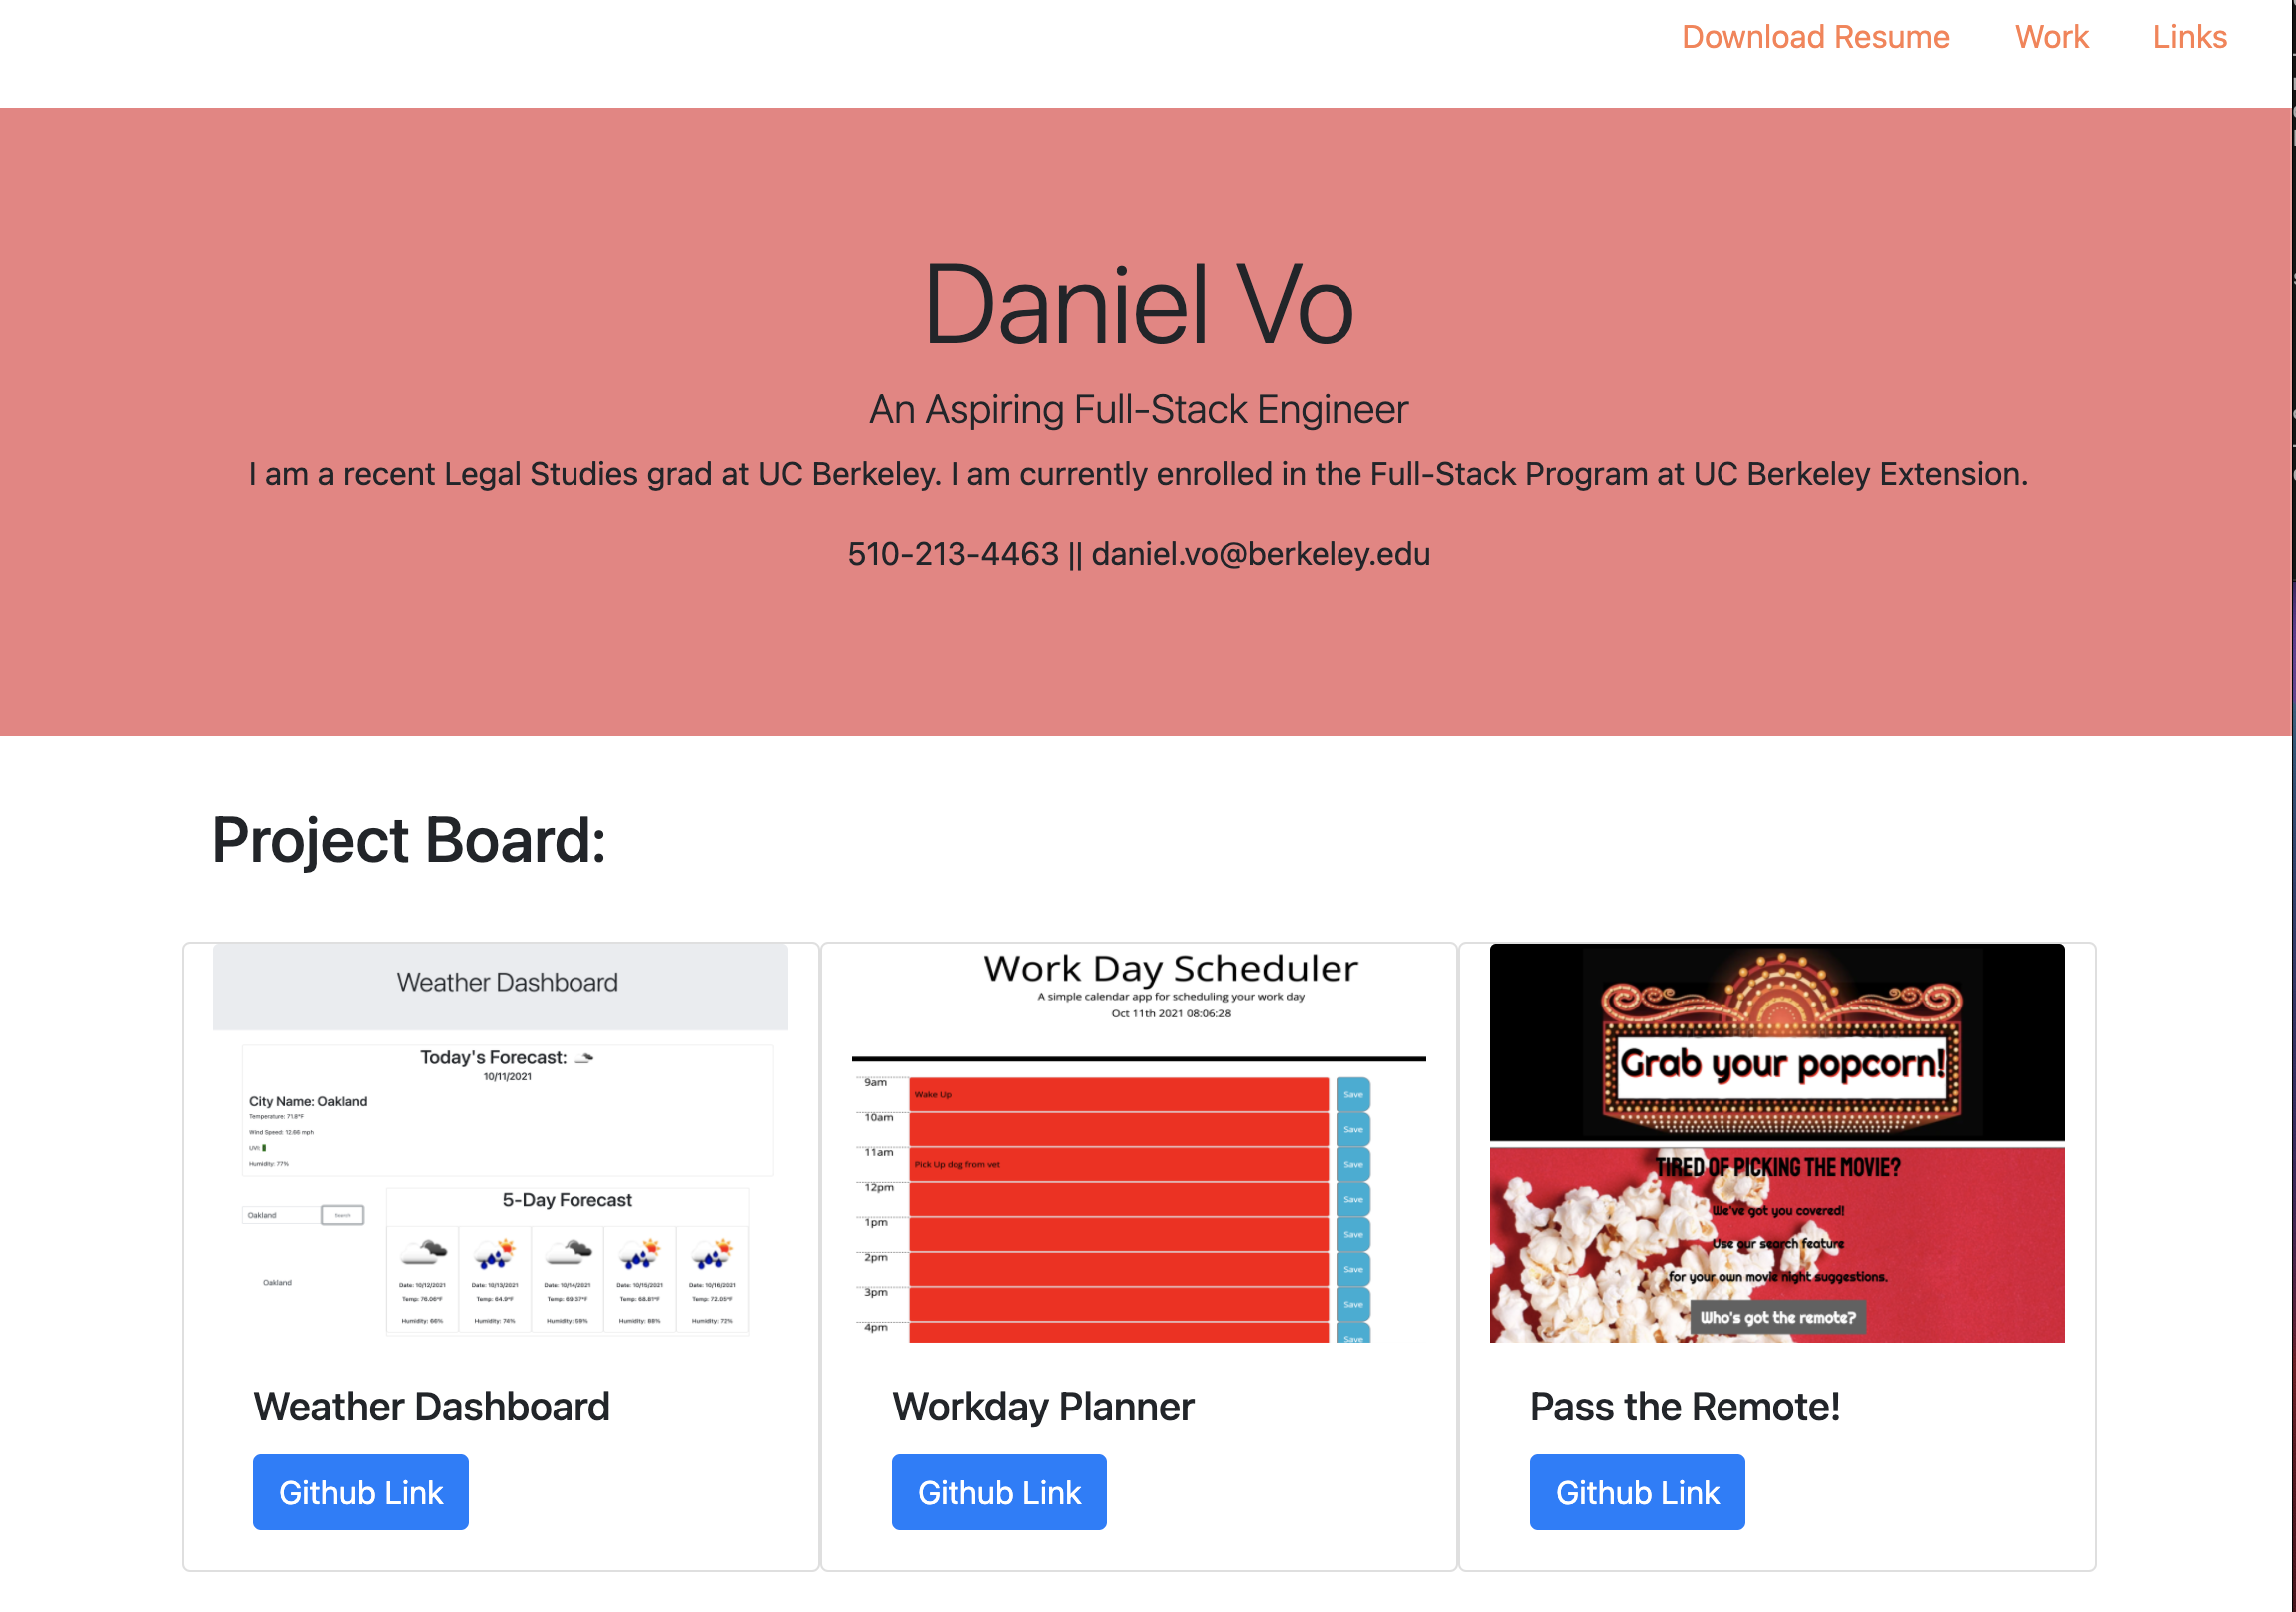 Download Resume Work Links
Daniel Vo
An Aspiring Full-Stack Engineer
I am a recent Legal Studies grad at UC Berkeley. I am currently enrolled in the Full-Stack Program at UC Berkeley Extension.
510-213-4463 || daniel.vo@berkeley.edu
Project Board:
Weather Dashboard
Today's Forecast:
10/11/2021
City Name: Oakland
Temperature: 71.8°F
Wind Speed: 12.66 mph
UVI:
Humidity: 77%
Oakland Search
Oakland
5-Day Forecast
Date: 10/12/2021 Date: 10/13/2021 Date: 10/14/2021 Date: 10/15/2021 Date: 10/16/2021
Temp: 76.06°F Temp: 64.9°F Temp: 69.37°F Temp: 68.81°F Temp: 72.05°F
Humidity: 66% Humidity: 74% Humidity: 59% Humidity: 88% Humidity: 72%
Weather Dashboard
Github Link
Work Day Scheduler
A simple calendar app for scheduling your work day
Oct 11th 2021 08:06:28
9am Wake Up Save
10am Save
11am Pick Up dog from vet Save
12pm Save
1pm Save
2pm Save
3pm Save
4pm Save
Workday Planner
Github Link
Grab your popcorn!
TIRED OF PICKING THE MOVIE?
We've got you covered!
Use our search feature
for your own movie night suggestions.
Who's got the remote?
Pass the Remote!
Github Link